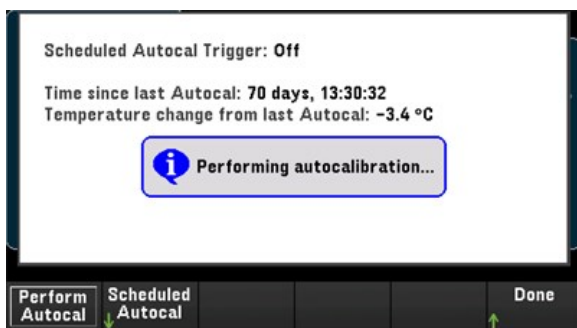 Scheduled Autocal Trigger: Off
Time since last Autocal: 70 days, 13:30:32
Temperature change from last Autocal: −3.4 °C
Performing autocalibration...
Perform Autocal
Scheduled Autocal
Done